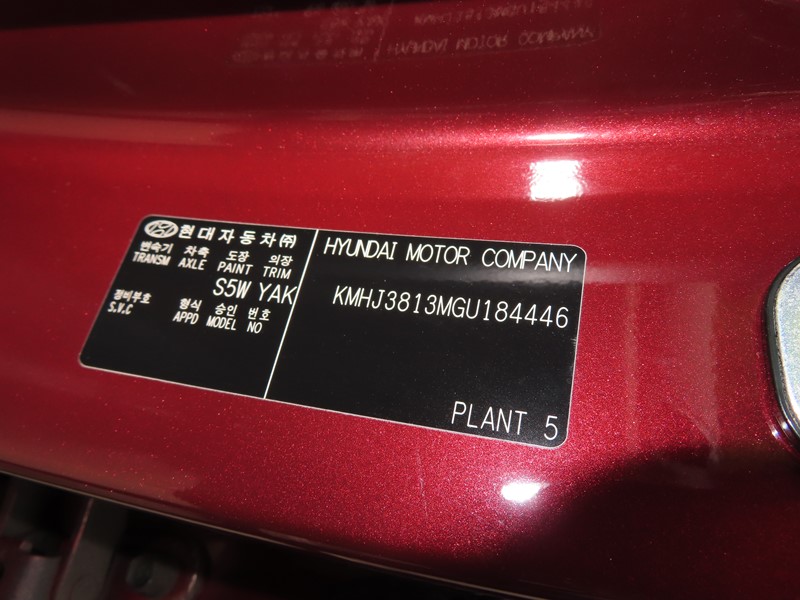 현대자동차㈜
변속기 차축 도장 의장
TRANSM AXLE PAINT TRIM
S5W YAK
정비부호 형식 승인 번호
S.V.C APPD MODEL NO
HYUNDAI MOTOR COMPANY
KMHJ3813MGU184446
PLANT 5